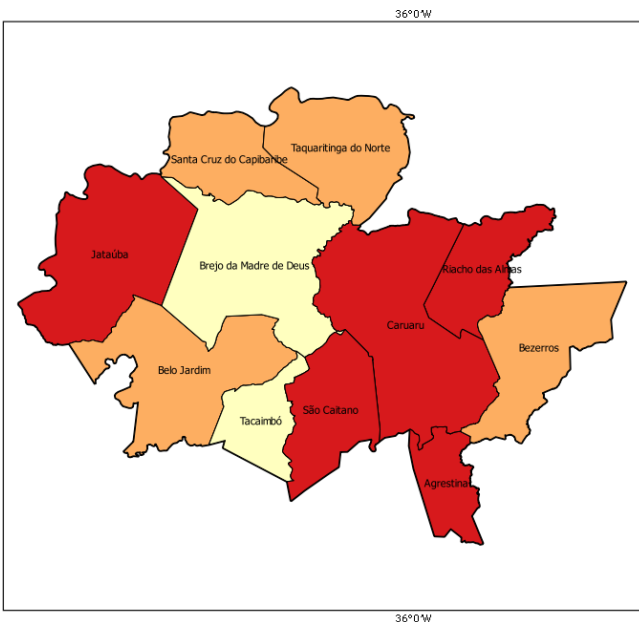 36°0'W
Taquaritinga do Norte
Santa Cruz do Capibaribe
Jataúba
Brejo da Madre de Deus
Riacho das Almas
Caruaru
Bezerros
Belo Jardim
São Caitano
Tacaimbó
Agrestina
36°0'W